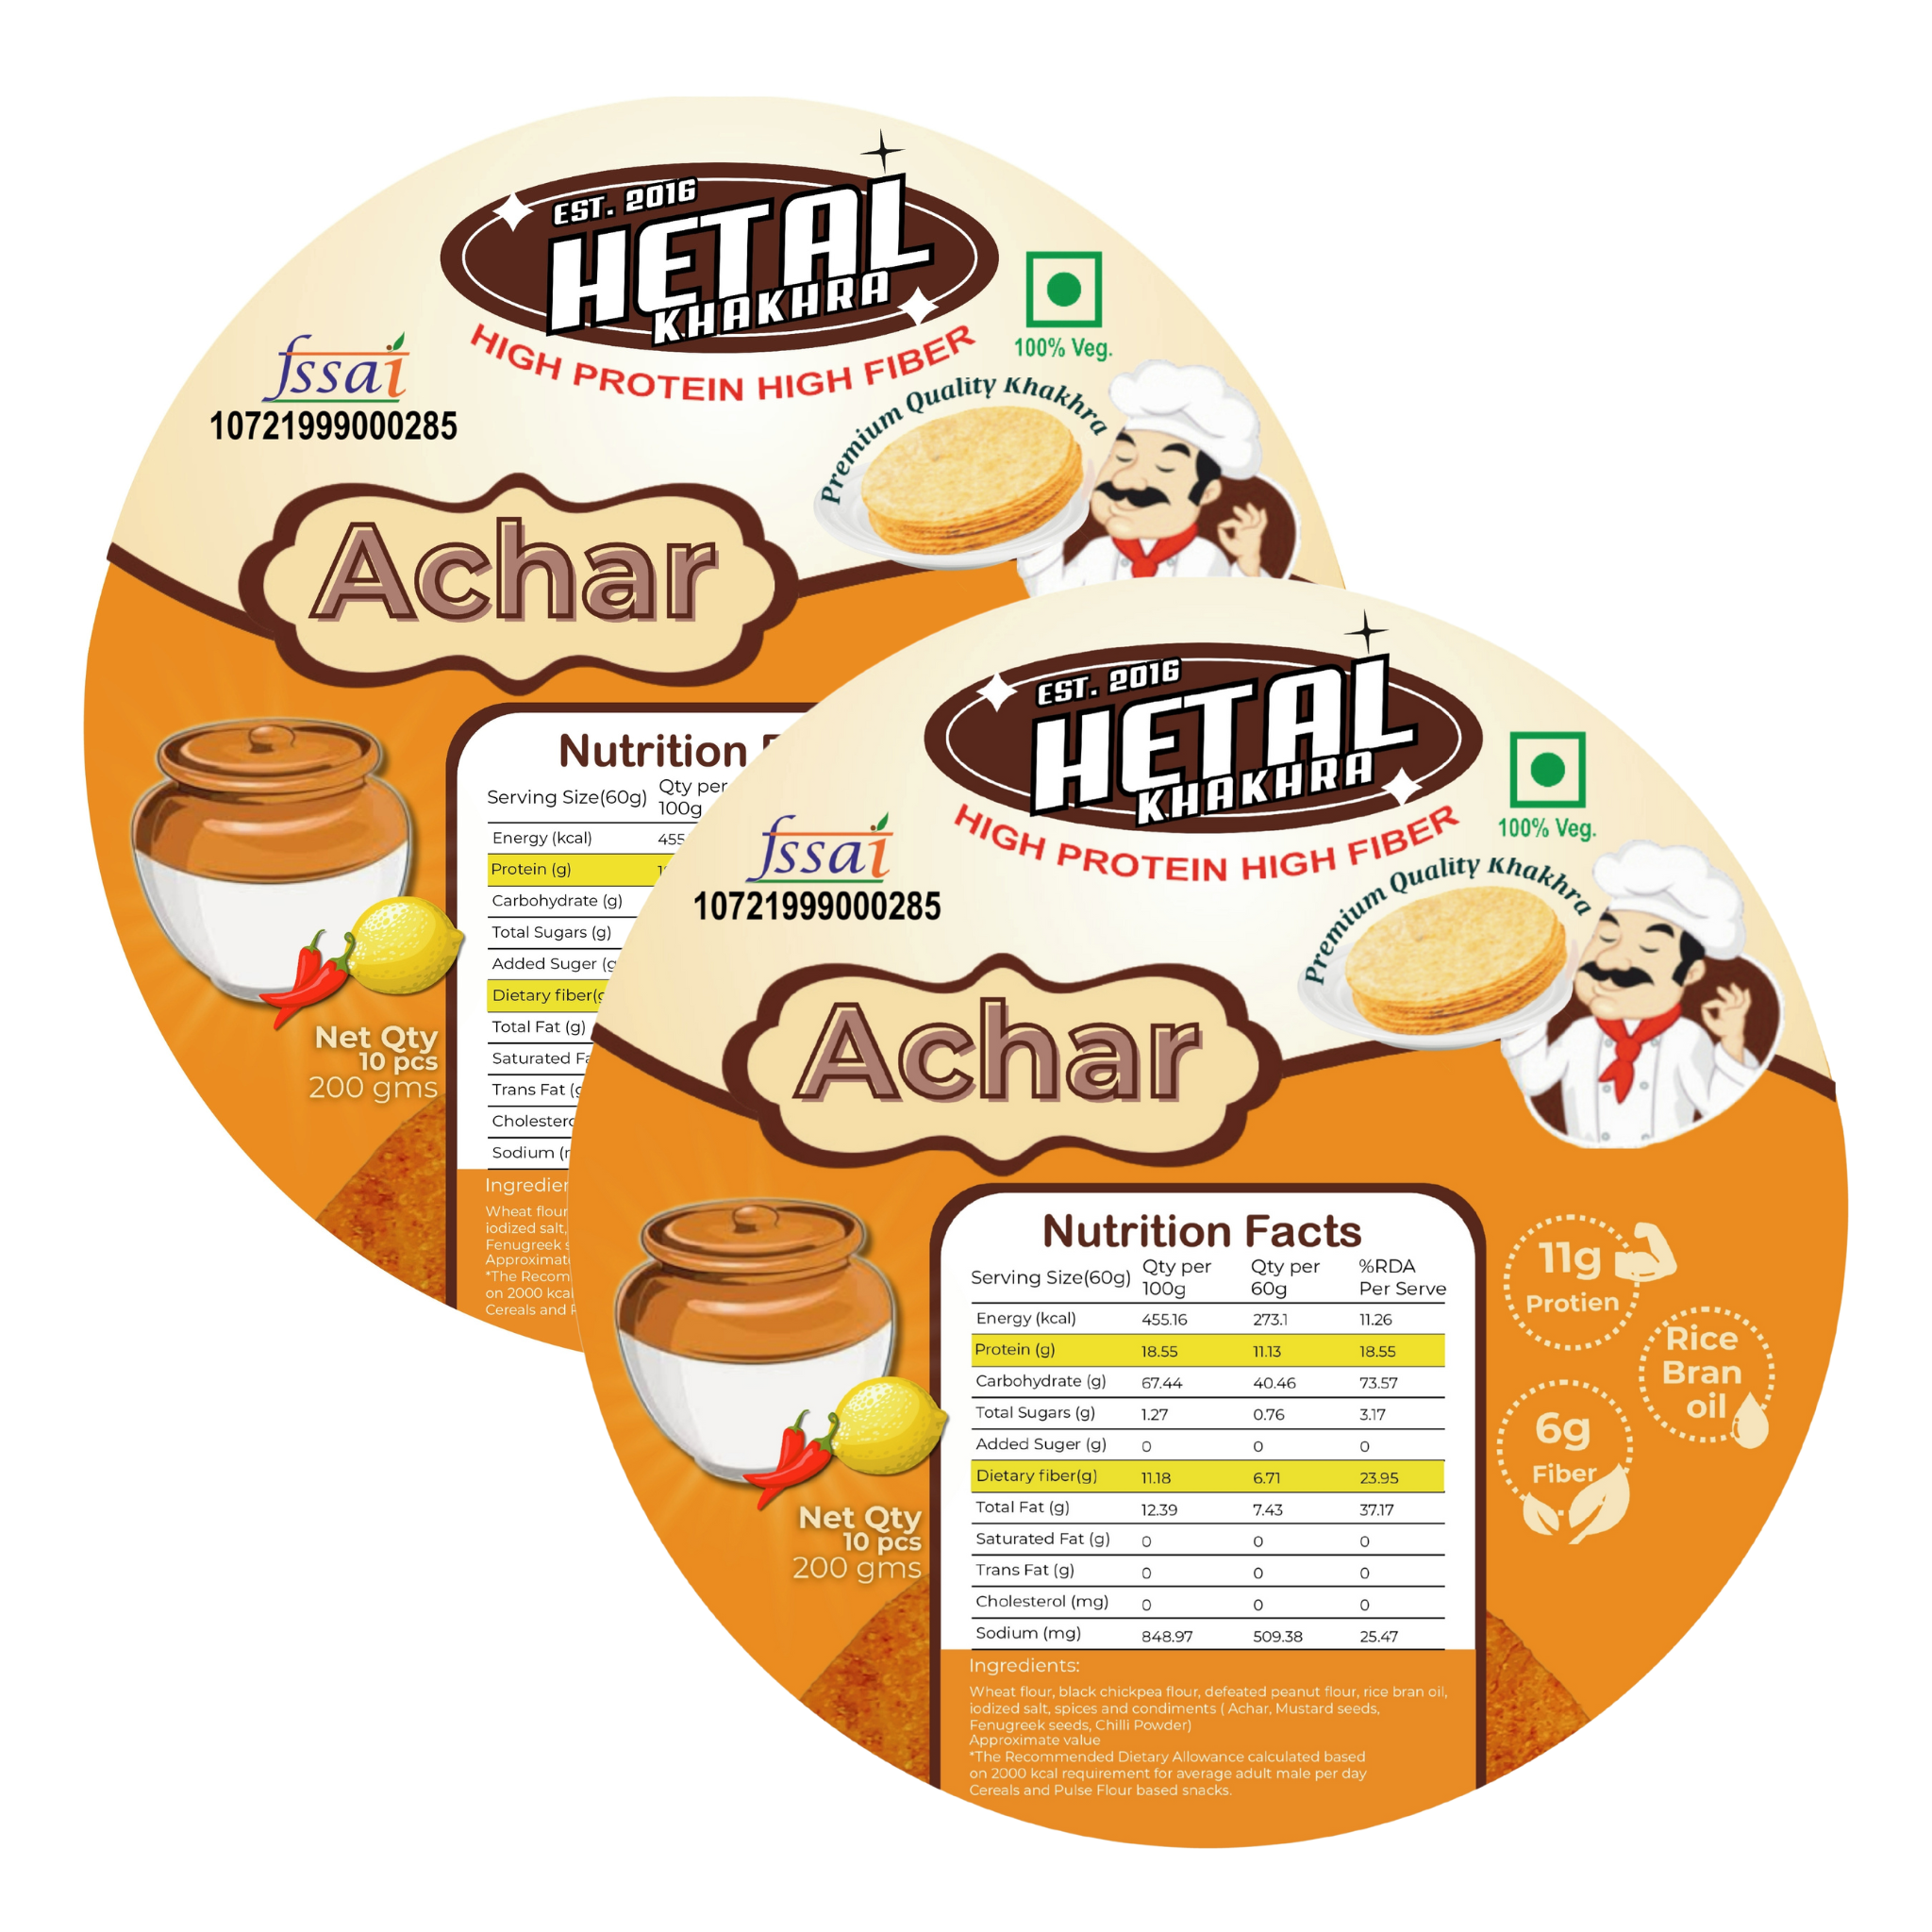 EST. 2016
HETAL
KHAKHRA
HIGH PROTEIN HIGH FIBER
100% Veg.
fssai
10721999000285
Premium Quality Khakhra
Achar
Nutrition
Serving Size(60g) Qty per 100g
Energy (kcal)
Protein (g)
Carbohydrate (g)
Total Sugars (g)
Added Suger
Dietary
Total Fat (g)
Saturated
Trans Fat
Sodium
Net Qty
10 pcs
200 gms
Wheat
iodized salt,
Fenugreek
*The
on 2000
Cereals and
EST. 2016
HETAL
KHAKHRA
HIGH PROTEIN HIGH FIBER
100% Veg.
fssai
10721999000285
Premium Quality Khakhra
Achar
Nutrition Facts
Serving Size(60g) Qty per 100g Qty per 60g %RDA Per Serve
Energy (kcal) 455.16 273.1 11.26
Protein (g) 18.55 11.13 18.55
Carbohydrate (g) 67.44 40.46 73.57
Total Sugars (g) 1.27 0.76 3.17
Added Suger (g) 0 0 0
Dietary fiber(g) 11.18 6.71 23.95
Total Fat (g) 12.39 7.43 37.17
Saturated Fat (g) 0 0 0
Trans Fat (g) 0 0 0
Cholesterol (mg) 0 0 0
Sodium (mg) 848.97 509.38 25.47
Ingredients:
Wheat flour, black chickpea flour, defeated peanut flour, rice bran oil,
iodized salt, spices and condiments ( Achar, Mustard seeds,
Fenugreek seeds, Chilli Powder)
Approximate value
*The Recommended Dietary Allowance calculated based
on 2000 kcal requirement for average adult male per day
Cereals and Pulse Flour based snacks.
Net Qty
10 pcs
200 gms
11g
Protien
Rice
Bran
oil
6g
Fiber